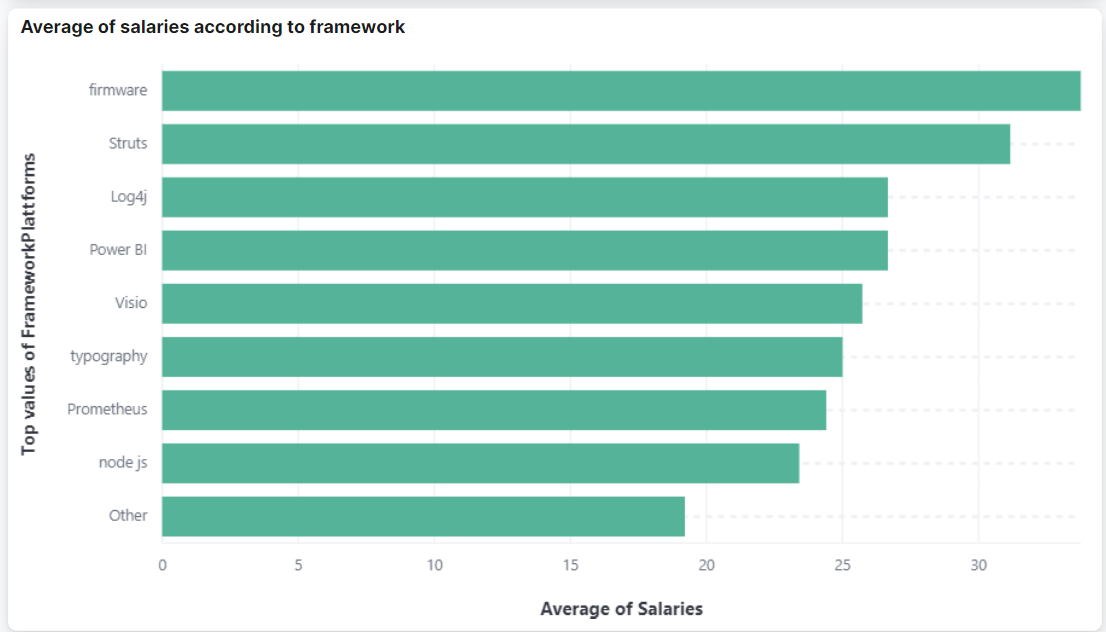 Average of salaries according to framework
Top values of FrameworkPlattforms
firmware
Struts
Log4j
Power BI
Visio
typography
Prometheus
node js
Other
0 5 10 15 20 25 30
Average of Salaries